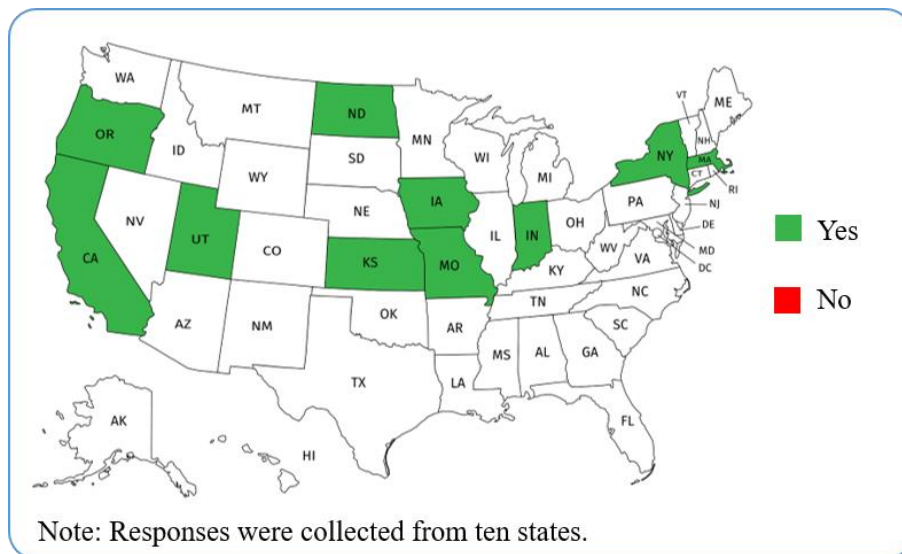 WA
MT
ND
MN
VT
ME
OR
ID
SD
WI
NH
NY
MA
WY
MI
CT
RI
NE
IA
PA
NJ
NV
UT
CO
IL
IN
OH
DE
Yes
CA
KS
MO
WV
MD
KY
VA
DC
NC
TN
No
AZ
NM
OK
AR
SC
MS
AL
GA
TX
LA
AK
FL
HI
Note: Responses were collected from ten states.